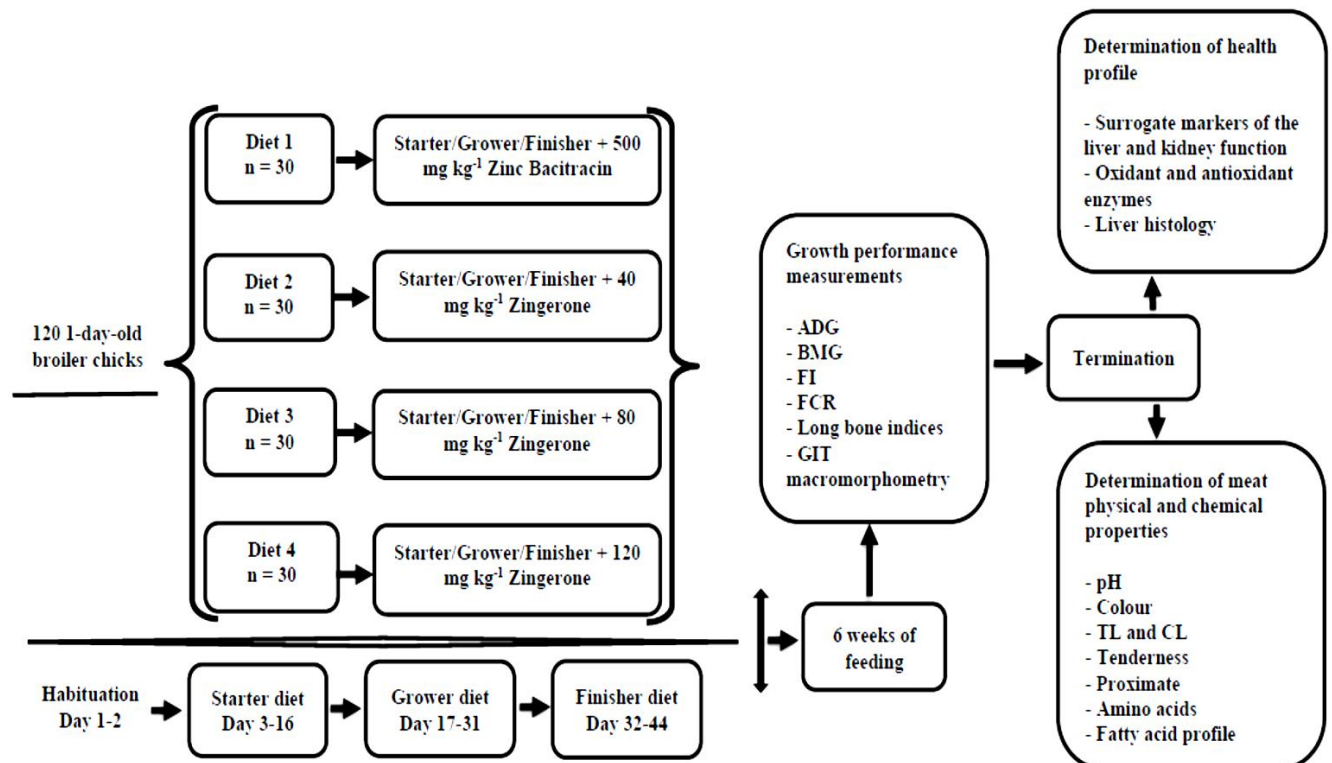 120 1-day-old
broiler chicks
Diet 1
n = 30
Starter/Grower/Finisher + 500
mg kg⁻¹ Zinc Bacitracin
Diet 2
n = 30
Starter/Grower/Finisher + 40
mg kg⁻¹ Zingerone
Diet 3
n = 30
Starter/Grower/Finisher + 80
mg kg⁻¹ Zingerone
Diet 4
n = 30
Starter/Grower/Finisher + 120
mg kg⁻¹ Zingerone
Habituation
Day 1-2
Starter diet
Day 3-16
Grower diet
Day 17-31
Finisher diet
Day 32-44
6 weeks of
feeding
Growth performance
measurements
- ADG
- BMG
- FI
- FCR
- Long bone indices
- GIT
macromorphometry
Termination
Determination of health
profile
- Surrogate markers of the
liver and kidney function
- Oxidant and antioxidant
enzymes
- Liver histology
Determination of meat
physical and chemical
properties
- pH
- Colour
- TL and CL
- Tenderness
- Proximate
- Amino acids
- Fatty acid profile